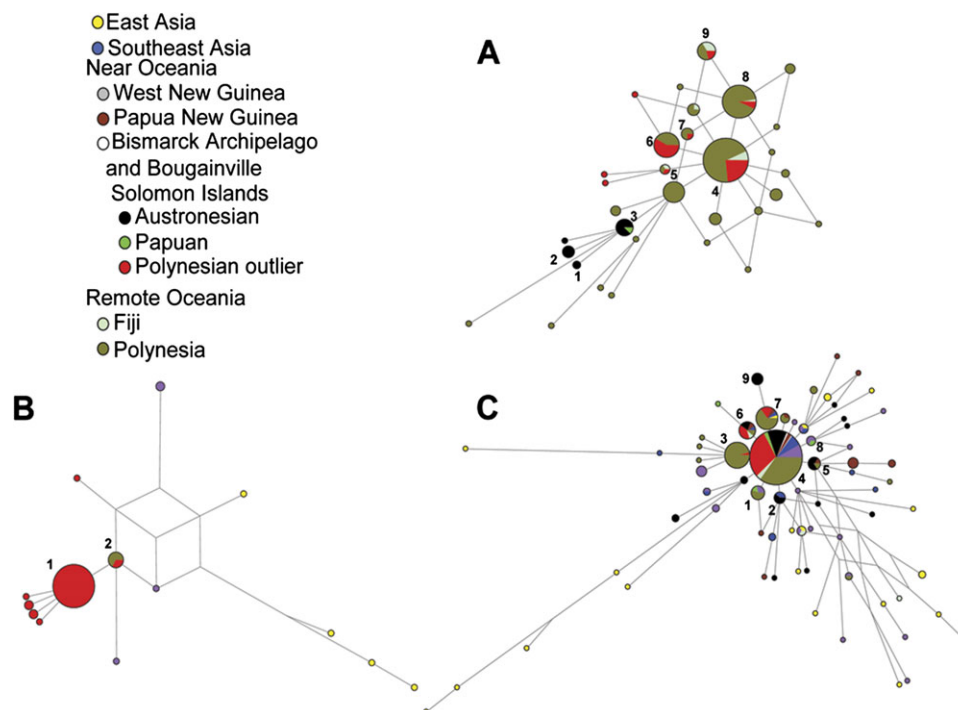 East Asia
Southeast Asia
Near Oceania
West New Guinea
Papua New Guinea
Bismarck Archipelago
and Bougainville
Solomon Islands
Austronesian
Papuan
Polynesian outlier
Remote Oceania
Fiji
Polynesia
A
9
8
7
6
4
5
3
2
1
B
2
1
C
9
7
6
3
8
5
4
1
2